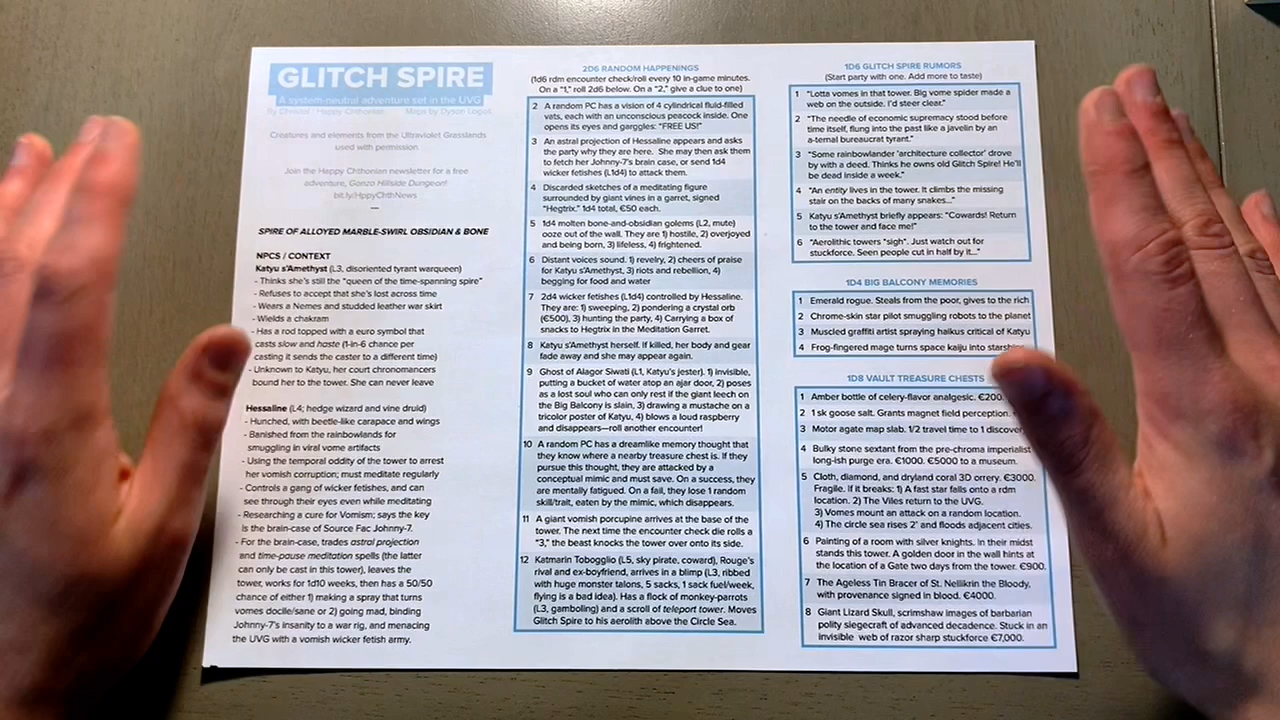 GLITCH SPIRE
A system-neutral adventure set in the UVG
By Chris Happy Chthonian Maps by Dyson Logos
Creatures and elements from the Ultraviolet Grasslands
used with permission.
Join the Happy Chthonian newsletter for a free
adventure, Gonzo Hillside Dungeon!
bit.ly/HppyChthNews
—
SPIRE OF ALLOYED MARBLE-SWIRL OBSIDIAN & BONE
NPCS / CONTEXT
Katyu s'Amethyst (L3, disoriented tyrant warqueen)
- Thinks she's still the "queen of the time-spanning spire"
- Refuses to accept that she's lost across time
- Wears a Nemes and studded leather war skirt
- Wields a chakram
- Has a rod topped with a euro symbol that
casts slow and haste (1-in-6 chance per
casting it sends the caster to a different time)
- Unknown to Katyu, her court chronomancers
bound her to the tower. She can never leave
Hessaline (L4; hedge wizard and vine druid)
- Hunched, with beetle-like carapace and wings
- Banished from the rainbowlands for
smuggling in viral vome artifacts
- Using the temporal oddity of the tower to arrest
her vomish corruption; must meditate regularly
- Controls a gang of wicker fetishes, and can
see through their eyes even while meditating
- Researching a cure for Vomism; says the key
is the brain-case of Source Fac Johnny-7.
- For the brain-case, trades astral projection
and time-pause meditation spells (the latter
can only be cast in this tower), leaves the
tower, works for 1d10 weeks, then has a 50/50
chance of either 1) making a spray that turns
vomes docile/sane or 2) going mad, binding
Johnny-7's insanity to a war rig, and menacing
the UVG with a vomish wicker fetish army.
2D6 RANDOM HAPPENINGS
(1d6 rdm encounter check/roll every 10 in-game minutes.
On a "1," roll 2d6 below. On a "2," give a clue to one)
2 A random PC has a vision of 4 cylindrical fluid-filled
vats, each with an unconscious peacock inside. One
opens its eyes and gargles: "FREE US!"
3 An astral projection of Hessaline appears and asks
the party why they are here. She may then ask them
to fetch her Johnny-7's brain case, or send 1d4
wicker fetishes (L1d4) to attack them.
4 Discarded sketches of a meditating figure
surrounded by giant vines in a garret, signed
"Hegtrix." 1d4 total, €50 each.
5 1d4 molten bone-and-obsidian golems (L2, mute)
ooze out of the wall. They are 1) hostile, 2) overjoyed
and being born, 3) lifeless, 4) frightened.
6 Distant voices sound. 1) revelry, 2) cheers of praise
for Katyu s'Amethyst, 3) riots and rebellion, 4)
begging for food and water
7 2d4 wicker fetishes (L1d4) controlled by Hessaline.
They are: 1) sweeping, 2) pondering a crystal orb
(€500), 3) hunting the party, 4) Carrying a box of
snacks to Hegtrix in the Meditation Garret.
8 Katyu s'Amethyst herself. If killed, her body and gear
fade away and she may appear again.
9 Ghost of Alagor Siwati (L1, Katyu's jester). 1) invisible,
putting a bucket of water atop an ajar door, 2) poses
as a lost soul who can only rest if the giant leech on
the Big Balcony is slain, 3) drawing a mustache on a
tricolor poster of Katyu, 4) blows a loud raspberry
and disappears—roll another encounter!
10 A random PC has a dreamlike memory thought that
they know where a nearby treasure chest is. If they
pursue this thought, they are attacked by a
conceptual mimic and must save. On a success, they
are mentally fatigued. On a fail, they lose 1 random
skill/trait, eaten by the mimic, which disappears.
11 A giant vomish porcupine arrives at the base of the
tower. The next time the encounter check die rolls a
"3," the beast knocks the tower over onto its side.
12 Katmarin Tobogglio (L5, sky pirate, coward), Rouge's
rival and ex-boyfriend, arrives in a blimp (L3, ribbed
with huge monster talons, 5 sacks, 1 sack fuel/week,
flying is a bad idea). Has a flock of monkey-parrots
(L3, gamboling) and a scroll of teleport tower. Moves
Glitch Spire to his aerolith above the Circle Sea.
1D6 GLITCH SPIRE RUMORS
(Start party with one. Add more to taste)
1 "Lotta vomes in that tower. Big vome spider made a
web on the outside. I'd steer clear."
2 "The needle of economic supremacy stood before
time itself, flung into the past like a javelin by an
a-ternal bureaucrat tyrant."
3 "Some rainbowlander 'architecture collector' drove
by with a deed. Thinks he owns old Glitch Spire! He'll
be dead inside a week."
4 "An entity lives in the tower. It climbs the missing
stair on the backs of many snakes..."
5 Katyu s'Amethyst briefly appears: "Cowards! Return
to the tower and face me!"
6 "Aerolithic towers *sigh*. Just watch out for
stuckforce. Seen people cut in half by it..."
1D4 BIG BALCONY MEMORIES
1 Emerald rogue. Steals from the poor, gives to the rich
2 Chrome-skin star pilot smuggling robots to the planet
3 Muscled graffiti artist spraying haikus critical of Katyu
4 Frog-fingered mage turns space kaiju into
1D8 VAULT TREASURE CHESTS
1 Amber bottle of celery-flavor analgesic. €200.
2 1 sk goose salt. Grants magnet field perception.
3 Motor agate map slab. 1/2 travel time to 1 discover
4 Bulky stone sextant from the pre-chroma imperialist
long-ish purge era. €1000. €5000 to a museum.
5 Cloth, diamond, and dryland coral 3D orrery. €3000.
Fragile. If it breaks: 1) A fast star falls onto a rdm
location. 2) The Viles return to the UVG.
3) Vomes mount an attack on a random location.
4) The circle sea rises 2' and floods adjacent cities.
6 Painting of a room with silver knights. In their midst
stands this tower. A golden door in the wall hints at
the location of a Gate two days from the tower. €900.
7 The Ageless Tin Bracer of St. Nellikrin the Bloody,
with provenance signed in blood. €4000.
8 Giant Lizard Skull, scrimshaw images of barbarian
polity siegecraft of advanced decadence. Stuck in an
invisible web of razor sharp stuckforce €7,000.